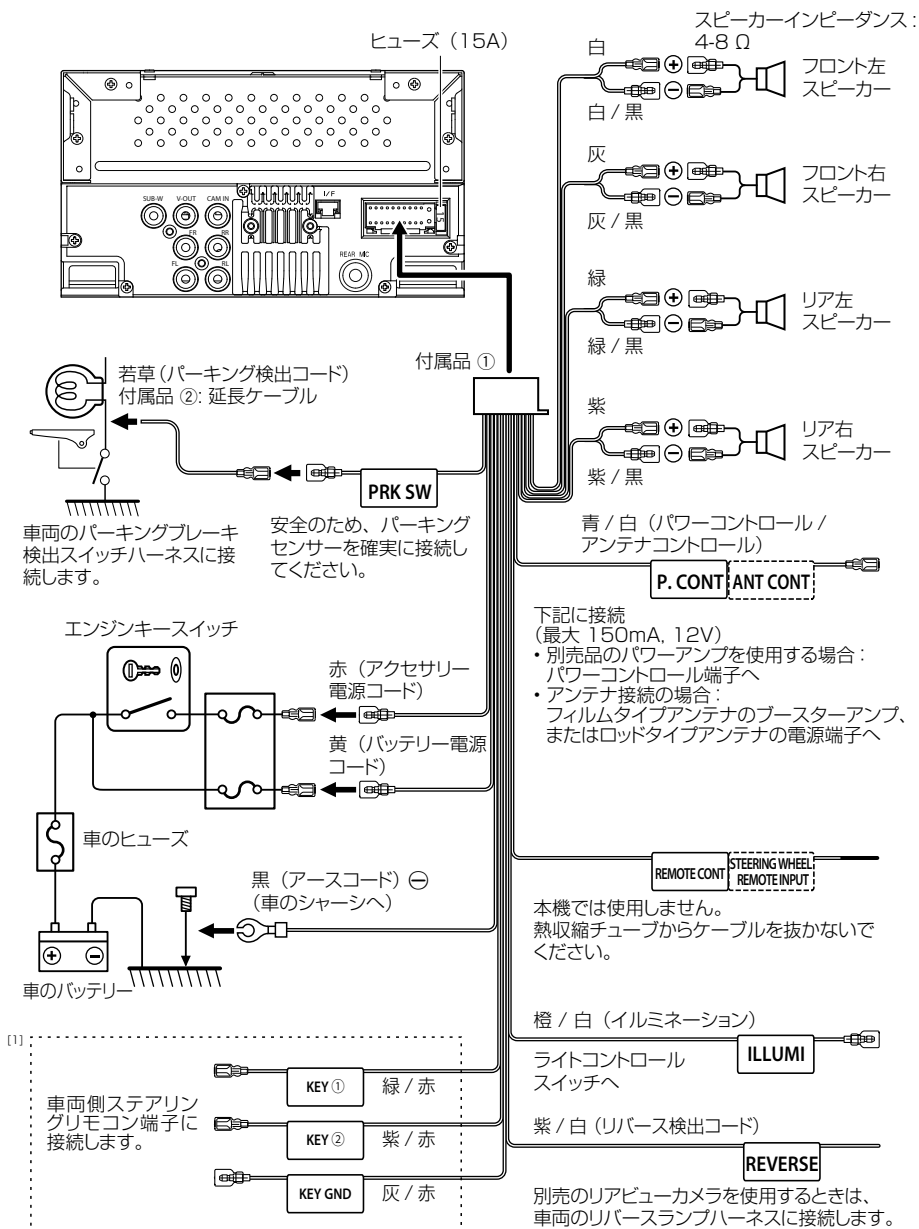 スピーカーインピーダンス :
4-8 Ω
ヒューズ（15A）
白
フロント左
スピーカー
白 / 黒
灰
フロント右
スピーカー
灰 / 黒
SUB-W V-OUT CAM IN I/F
15
FR RR
FL RL
REAR MIC
緑
リア左
スピーカー
緑 / 黒
付属品 ①
若草（パーキング検出コード）
付属品 ②: 延長ケーブル
紫
リア右
スピーカー
紫 / 黒
PRK SW
車両のパーキングブレーキ
検出スイッチハーネスに接
続します。
安全のため、パーキング
センサーを確実に接続し
てください。
青 / 白（パワーコントロール /
アンテナコントロール）
P. CONT ANT CONT
下記に接続
（最大 150mA, 12V）
• 別売品のパワーアンプを使用する場合 :
パワーコントロール端子へ
• アンテナ接続の場合 :
フィルムタイプアンテナのブースターアンプ、
またはロッドタイプアンテナの電源端子へ
エンジンキースイッチ
赤（アクセサリー
電源コード）
黄（バッテリー電源
コード）
車のヒューズ
黒（アースコード）⊖
（車のシャーシへ）
車のバッテリー
REMOTE CONT STEERING WHEEL
REMOTE INPUT
本機では使用しません。
熱収縮チューブからケーブルを抜かないで
ください。
橙 / 白（イルミネーション）
ILLUMI
ライトコントロール
スイッチへ
紫 / 白（リバース検出コード）
REVERSE
別売のリアビューカメラを使用するときは、
車両のリバースランプハーネスに接続します。
[1]
車両側ステアリン
グリモコン端子に
接続します。
KEY ① 緑 / 赤
KEY ② 紫 / 赤
KEY GND 灰 / 赤